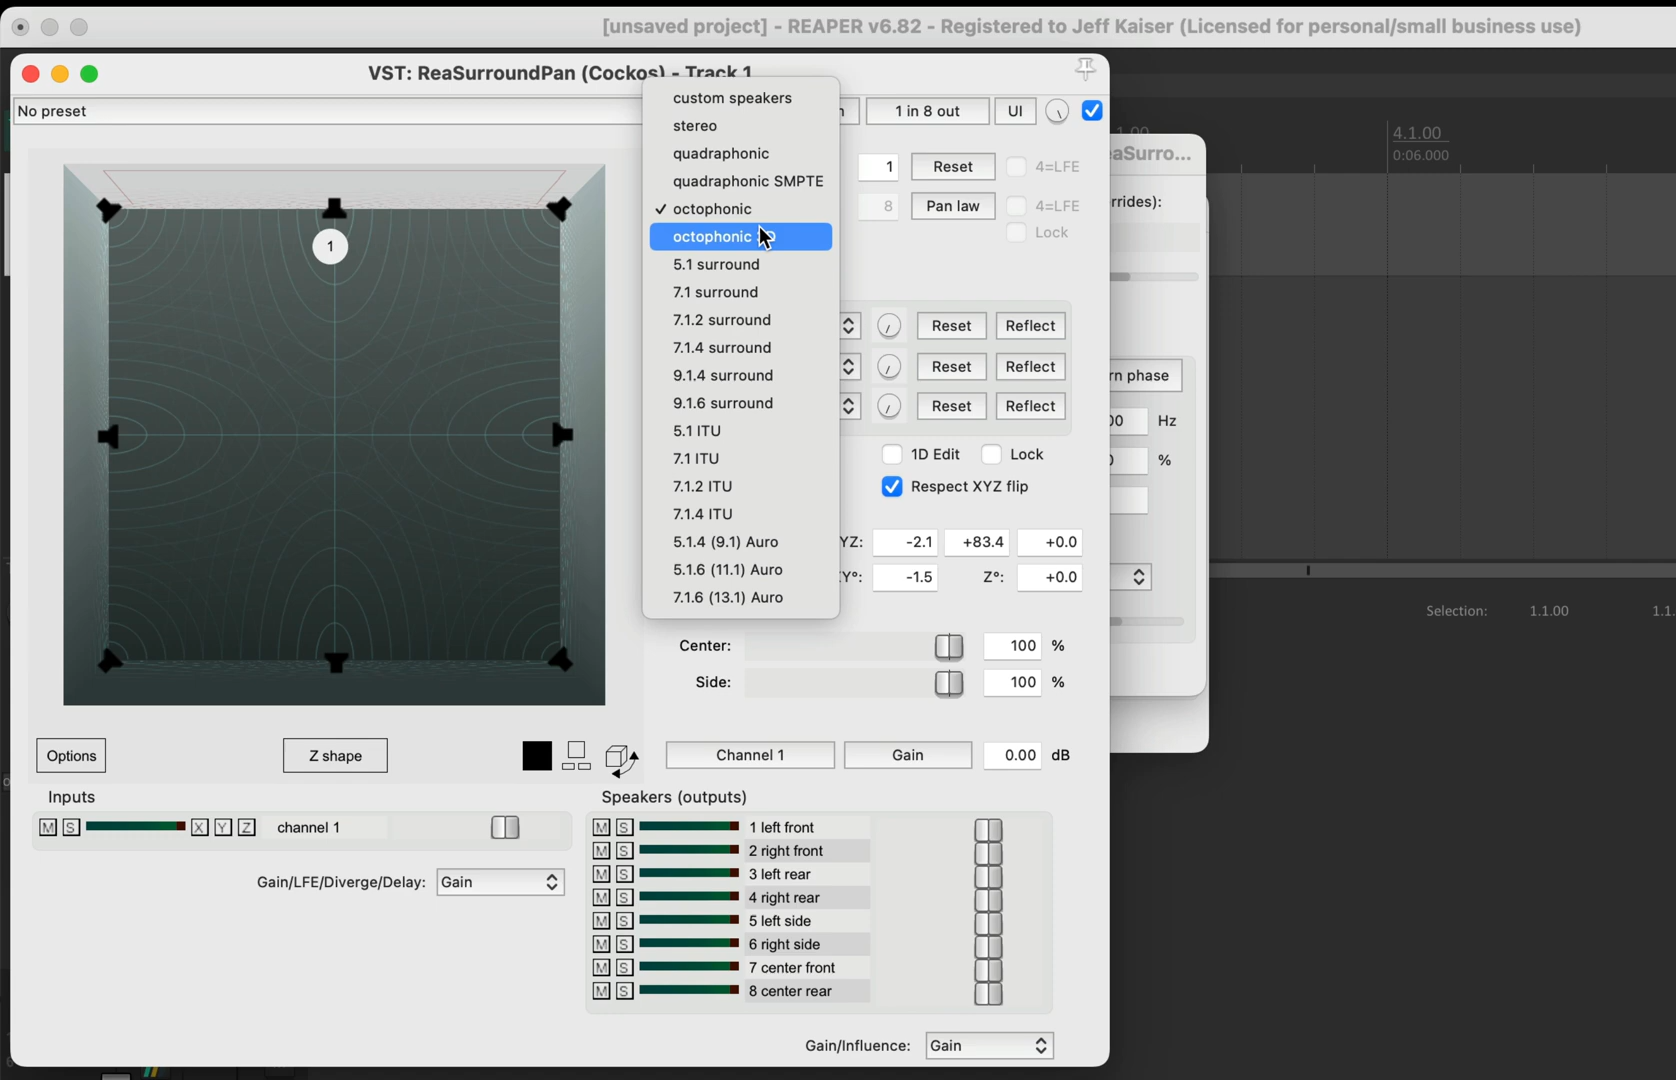 [unsaved project] - REAPER v6.82 - Registered to Jeff Kaiser (Licensed for personal/small business use)
VST: ReaSurroundPan (Cockos) - Track 1
No preset
1 in 8 out
UI
custom speakers
stereo
quadraphonic
quadraphonic SMPTE
✓ octophonic
octophonic
5.1 surround
7.1 surround
7.1.2 surround
7.1.4 surround
9.1.4 surround
9.1.6 surround
5.1 ITU
7.1 ITU
7.1.2 ITU
7.1.4 ITU
5.1.4 (9.1) Auro
5.1.6 (11.1) Auro
7.1.6 (13.1) Auro
1
1 Reset 4=LFE
8 Pan law 4=LFE
Lock
Reset Reflect
Reset Reflect
Reset Reflect
1D Edit Lock
Respect XYZ flip
YZ: -2.1 +83.4 +0.0
Y°: -1.5 Z°: +0.0
Center: 100 %
Side: 100 %
Options Z shape
Channel 1 Gain 0.00 dB
Inputs
M S X Y Z channel 1
Gain/LFE/Diverge/Delay: Gain
Speakers (outputs)
M S 1 left front
M S 2 right front
M S 3 left rear
M S 4 right rear
M S 5 left side
M S 6 right side
M S 7 center front
M S 8 center rear
Gain/Influence: Gain
aSurro...
rrides):
rn phase
Hz
%
4.1.00
0:06.000
Selection: 1.1.00 1.1.